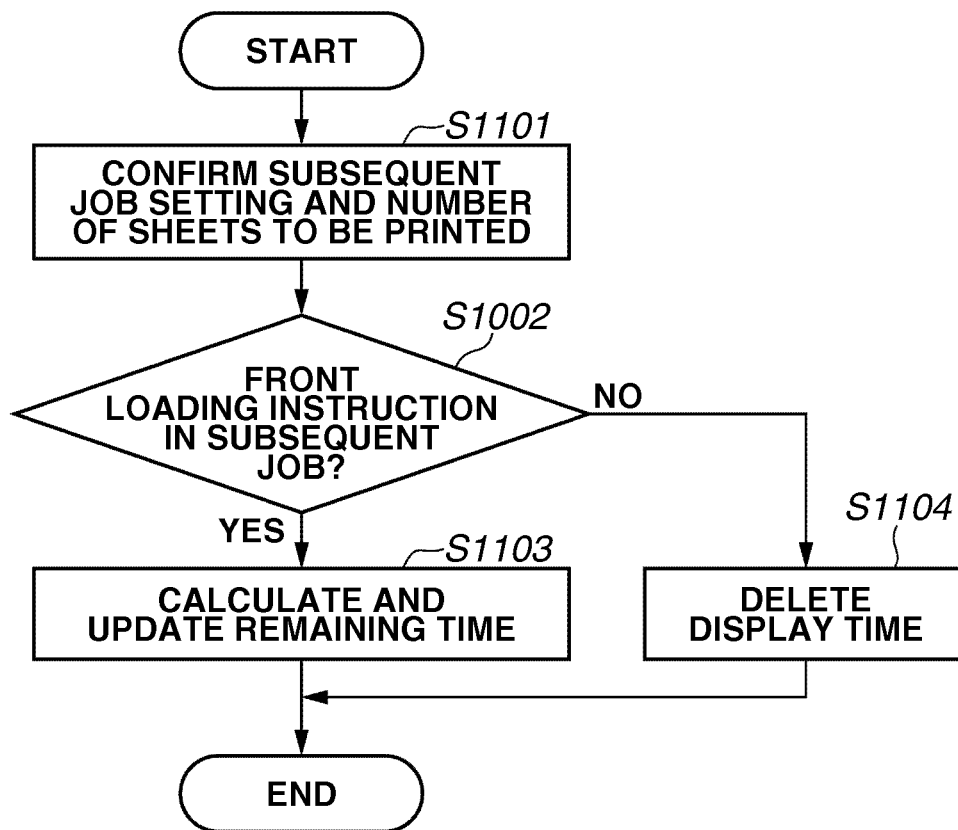 START
S1101
CONFIRM SUBSEQUENT
JOB SETTING AND NUMBER
OF SHEETS TO BE PRINTED
S1002
FRONT
LOADING INSTRUCTION
IN SUBSEQUENT
JOB?
NO
YES
S1103
CALCULATE AND
UPDATE REMAINING TIME
S1104
DELETE
DISPLAY TIME
END